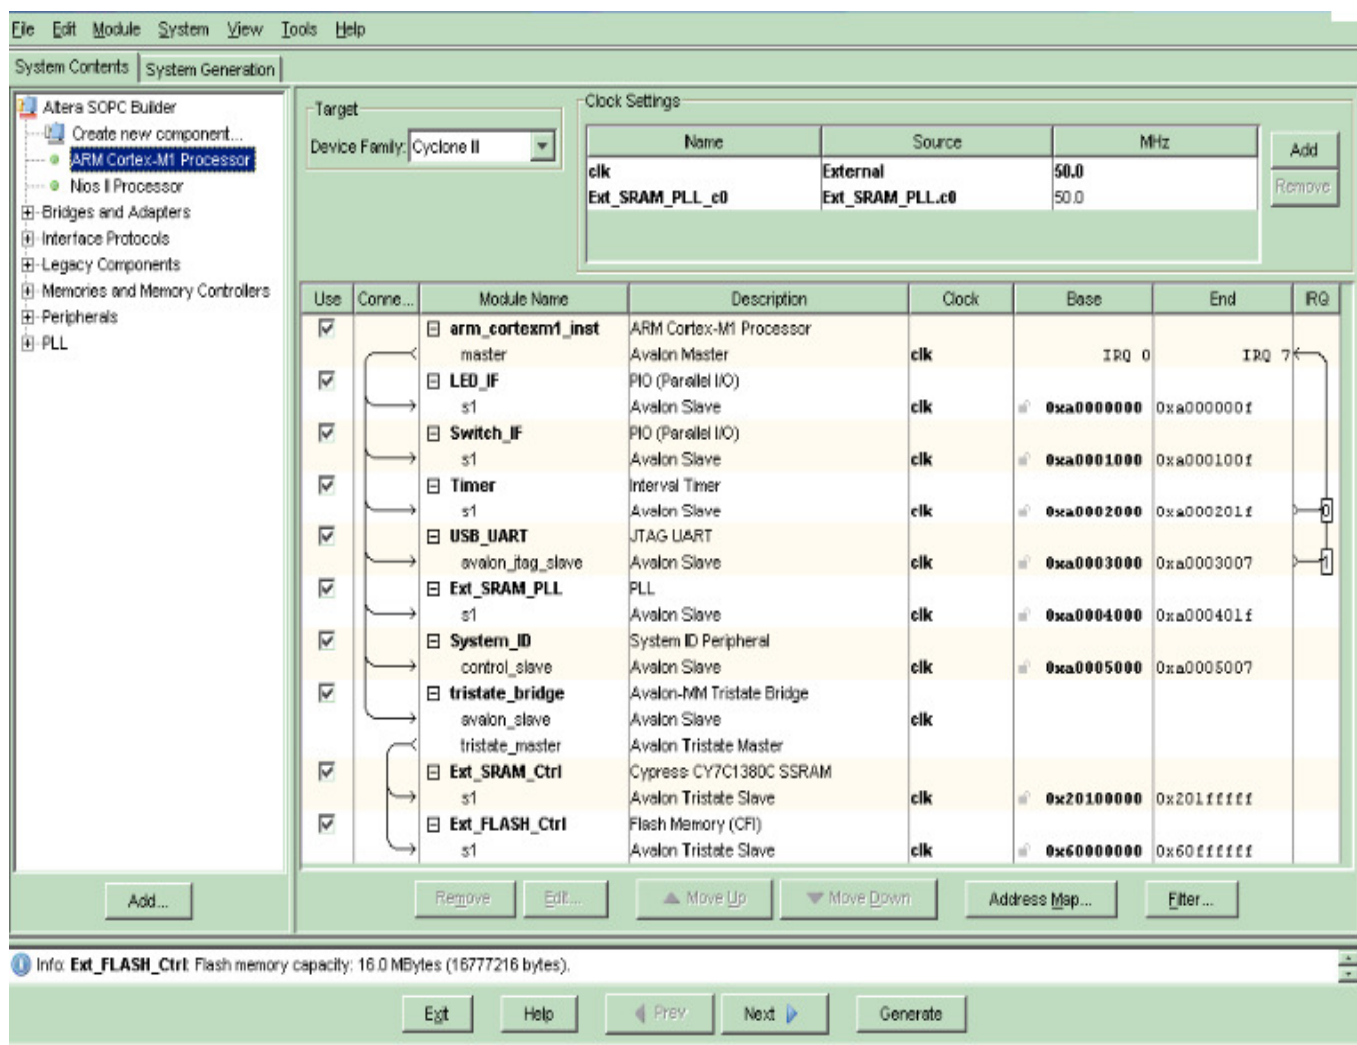 File Edit Module System View Tools Help
System Contents System Generation
Altera SOPC Builder
Create new component...
ARM Cortex-M1 Processor
Nios II Processor
Bridges and Adapters
Interface Protocols
Legacy Components
Memories and Memory Controllers
Peripherals
PLL
Add...
Target
Device Family: Cyclone II
Clock Settings
Name Source MHz
clk External 50.0
Ext_SRAM_PLL_c0 Ext_SRAM_PLL.c0 50.0
Add
Remove
Use Conne... Module Name Description Clock Base End IRQ
arm_cortexm1_inst ARM Cortex-M1 Processor
master Avalon Master clk IRQ 0 IRQ 7
LED_IF PIO (Parallel I/O)
s1 Avalon Slave clk 0xa0000000 0xa000000f
Switch_IF PIO (Parallel I/O)
s1 Avalon Slave clk 0xa0001000 0xa000100f
Timer Interval Timer
s1 Avalon Slave clk 0xa0002000 0xa000201f 0
USB_UART JTAG UART
avalon_jtag_slave Avalon Slave clk 0xa0003000 0xa0003007 1
Ext_SRAM_PLL PLL
s1 Avalon Slave clk 0xa0004000 0xa000401f
System_ID System ID Peripheral
control_slave Avalon Slave clk 0xa0005000 0xa0005007
tristate_bridge Avalon-MM Tristate Bridge
avalon_slave Avalon Slave clk
tristate_master Avalon Tristate Master
Ext_SRAM_Ctrl Cypress CY7C1380C SSRAM
s1 Avalon Tristate Slave clk 0x20100000 0x201fffff
Ext_FLASH_Ctrl Flash Memory (CFI)
s1 Avalon Tristate Slave clk 0x60000000 0x60ffffff
Remove Edit... Move Up Move Down Address Map... Filter...
Info: Ext_FLASH_Ctrl: Flash memory capacity: 16.0 MBytes (16777216 bytes).
Exit Help Prev Next Generate